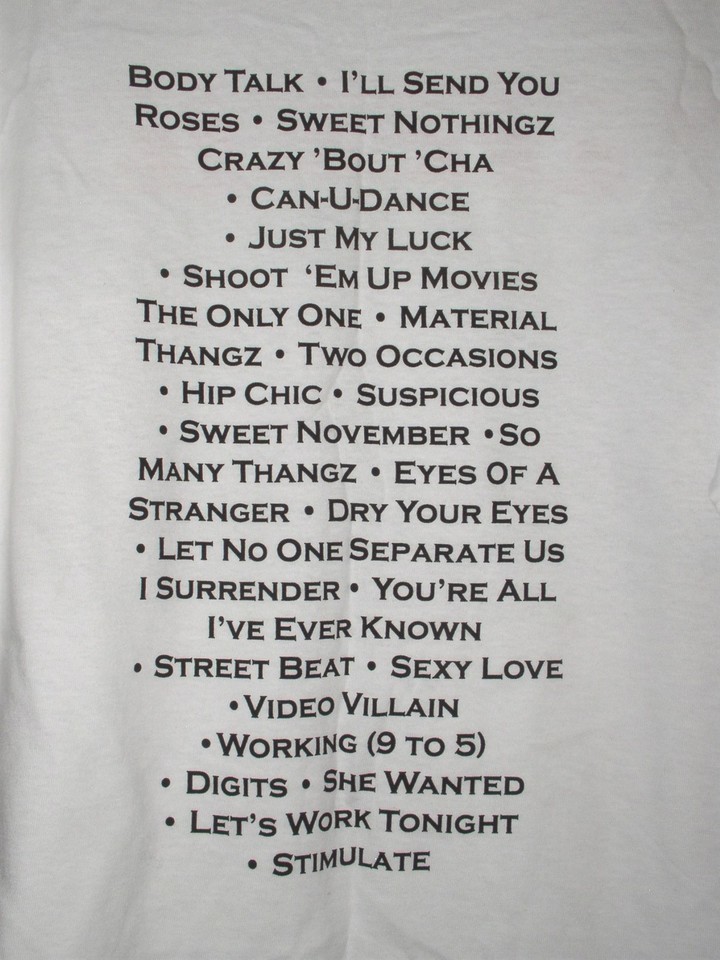 BODY TALK • I'LL SEND YOU
ROSES • SWEET NOTHINGZ
CRAZY 'BOUT 'CHA
• CAN-U-DANCE
• JUST MY LUCK
• SHOOT ‘EM UP MOVIES
THE ONLY ONE • MATERIAL
THANGZ • TWO OCCASIONS
• HIP CHIC • SUSPICIOUS
• SWEET NOVEMBER •SO
MANY THANGZ • EYES OF A
STRANGER • DRY YOUR EYES
• LET NO ONE SEPARATE US
I SURRENDER • YOU'RE ALL
I'VE EVER KNOWN
• STREET BEAT • SEXY LOVE
•VIDEO VILLAIN
•WORKING (9 TO 5)
• DIGITS • SHE WANTED
• LET'S WORK TONIGHT
• STIMULATE